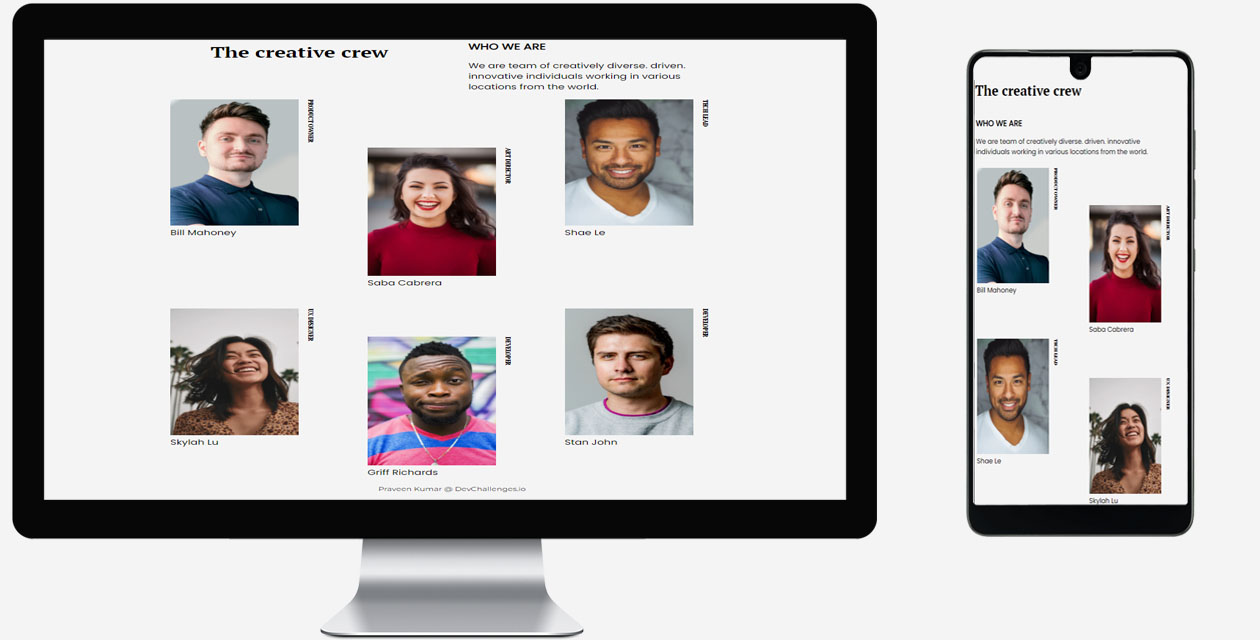 The creative crew
WHO WE ARE
We are team of creatively diverse. driven.
innovative individuals working in various
locations from the world.
PRODUCT OWNER
Bill Mahoney
ART DIRECTOR
Saba Cabrera
TECH LEAD
Shae Le
UX DESIGNER
Skylah Lu
DEVELOPER
Griff Richards
DEVELOPER
Stan John
Praveen Kumar @ DevChallenges.io
The creative crew
WHO WE ARE
We are team of creatively diverse. driven. innovative
individuals working in various locations from the world.
PRODUCT OWNER
Bill Mahoney
ART DIRECTOR
Saba Cabrera
TECH LEAD
Shae Le
UX DESIGNER
Skylah Lu